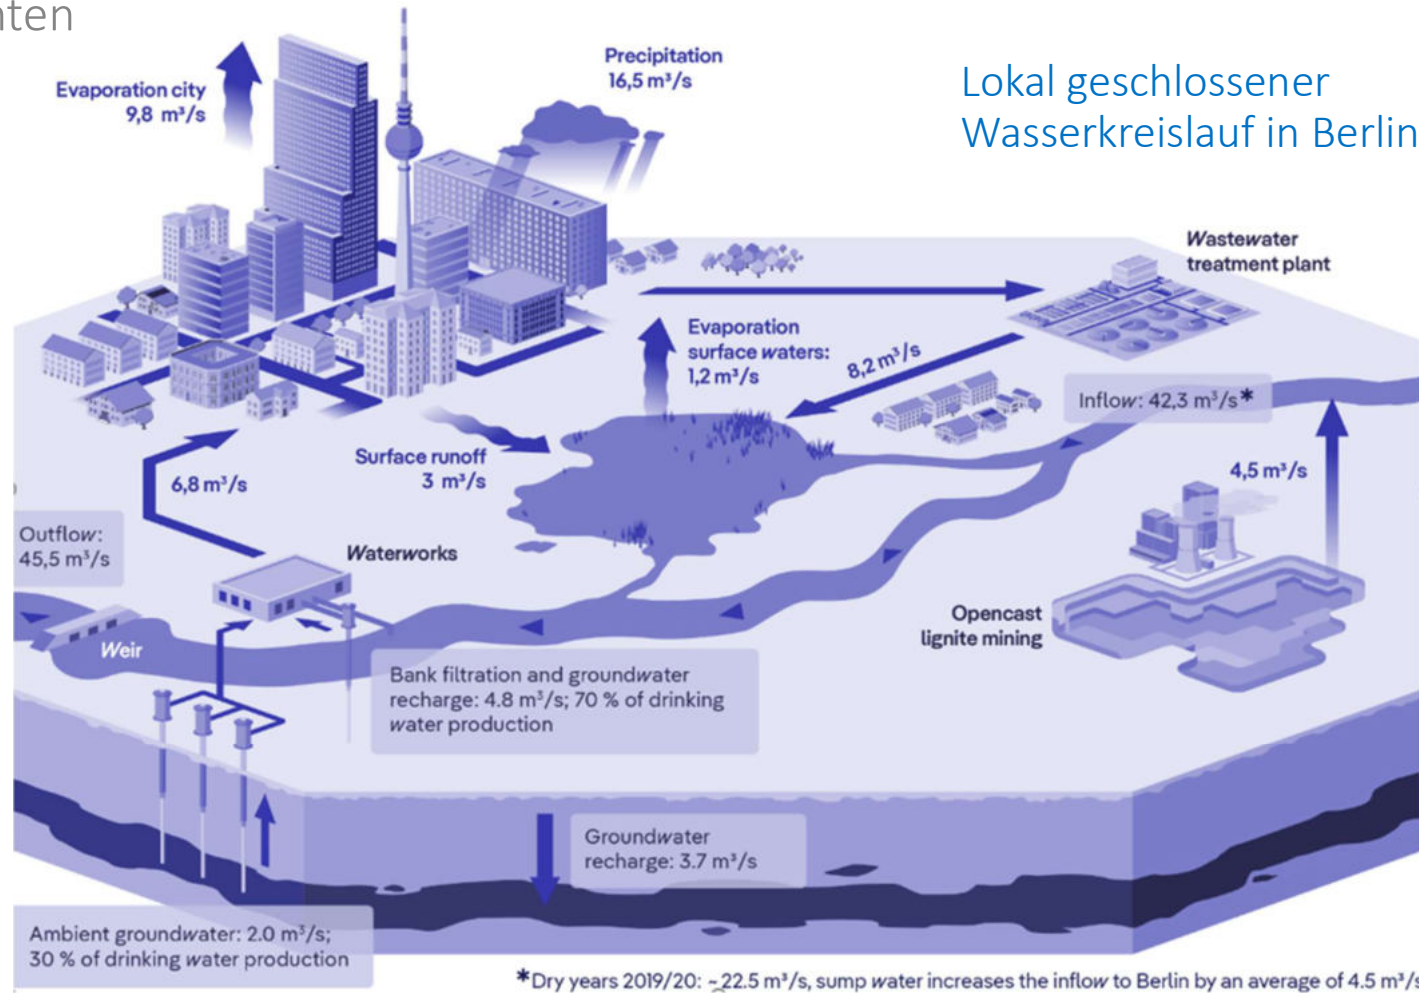 Lokal geschlossener
Wasserkreislauf in Berlin
Evaporation city
9,8 m³/s
Precipitation
16,5 m³/s
Wastewater
treatment plant
Evaporation
surface waters:
1,2 m³/s
8,2 m³/s
Inflow: 42,3 m³/s*
Surface runoff
3 m³/s
6,8 m³/s
4,5 m³/s
Outflow:
45,5 m³/s
Waterworks
Opencast
lignite mining
Weir
Bank filtration and groundwater
recharge: 4.8 m³/s; 70 % of drinking
water production
Groundwater
recharge: 3.7 m³/s
Ambient groundwater: 2.0 m³/s;
30 % of drinking water production
*Dry years 2019/20: ~22.5 m³/s, sump water increases the inflow to Berlin by an average of 4.5 m³/s